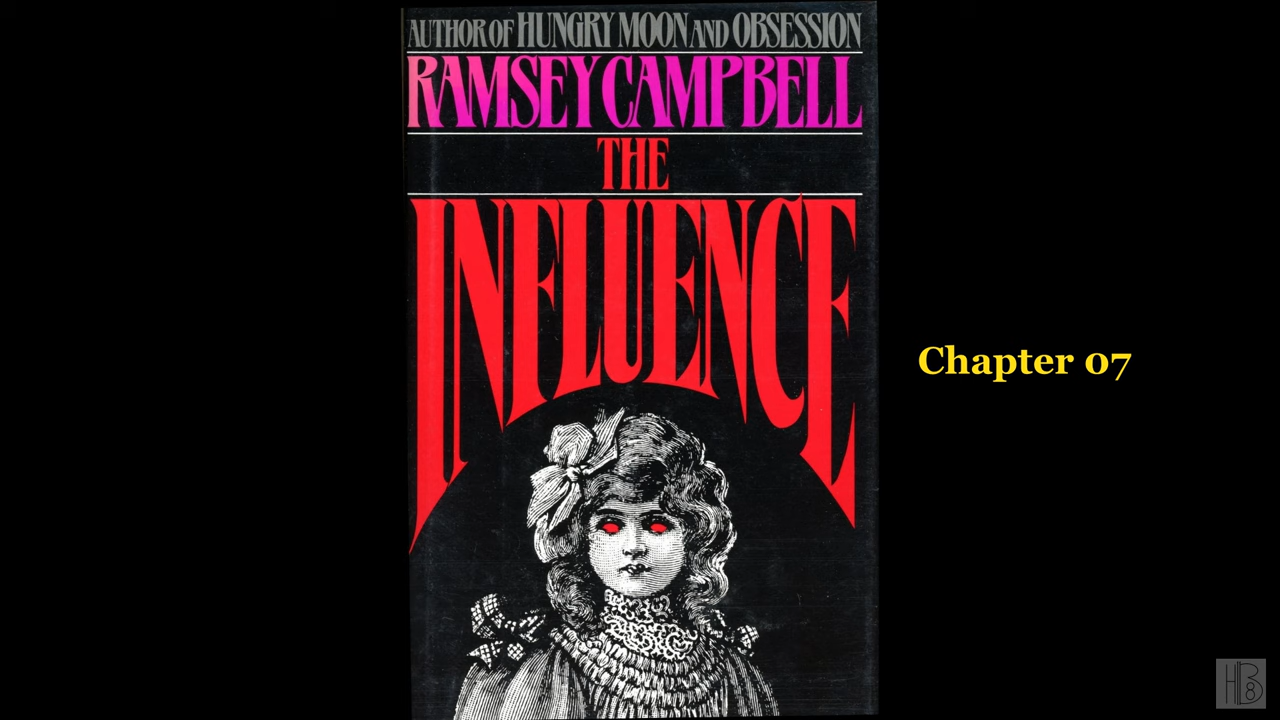 AUTHOR OF HUNGRY MOON AND OBSESSION
RAMSEY CAMPBELL
THE
INFLUENCE
Chapter 07